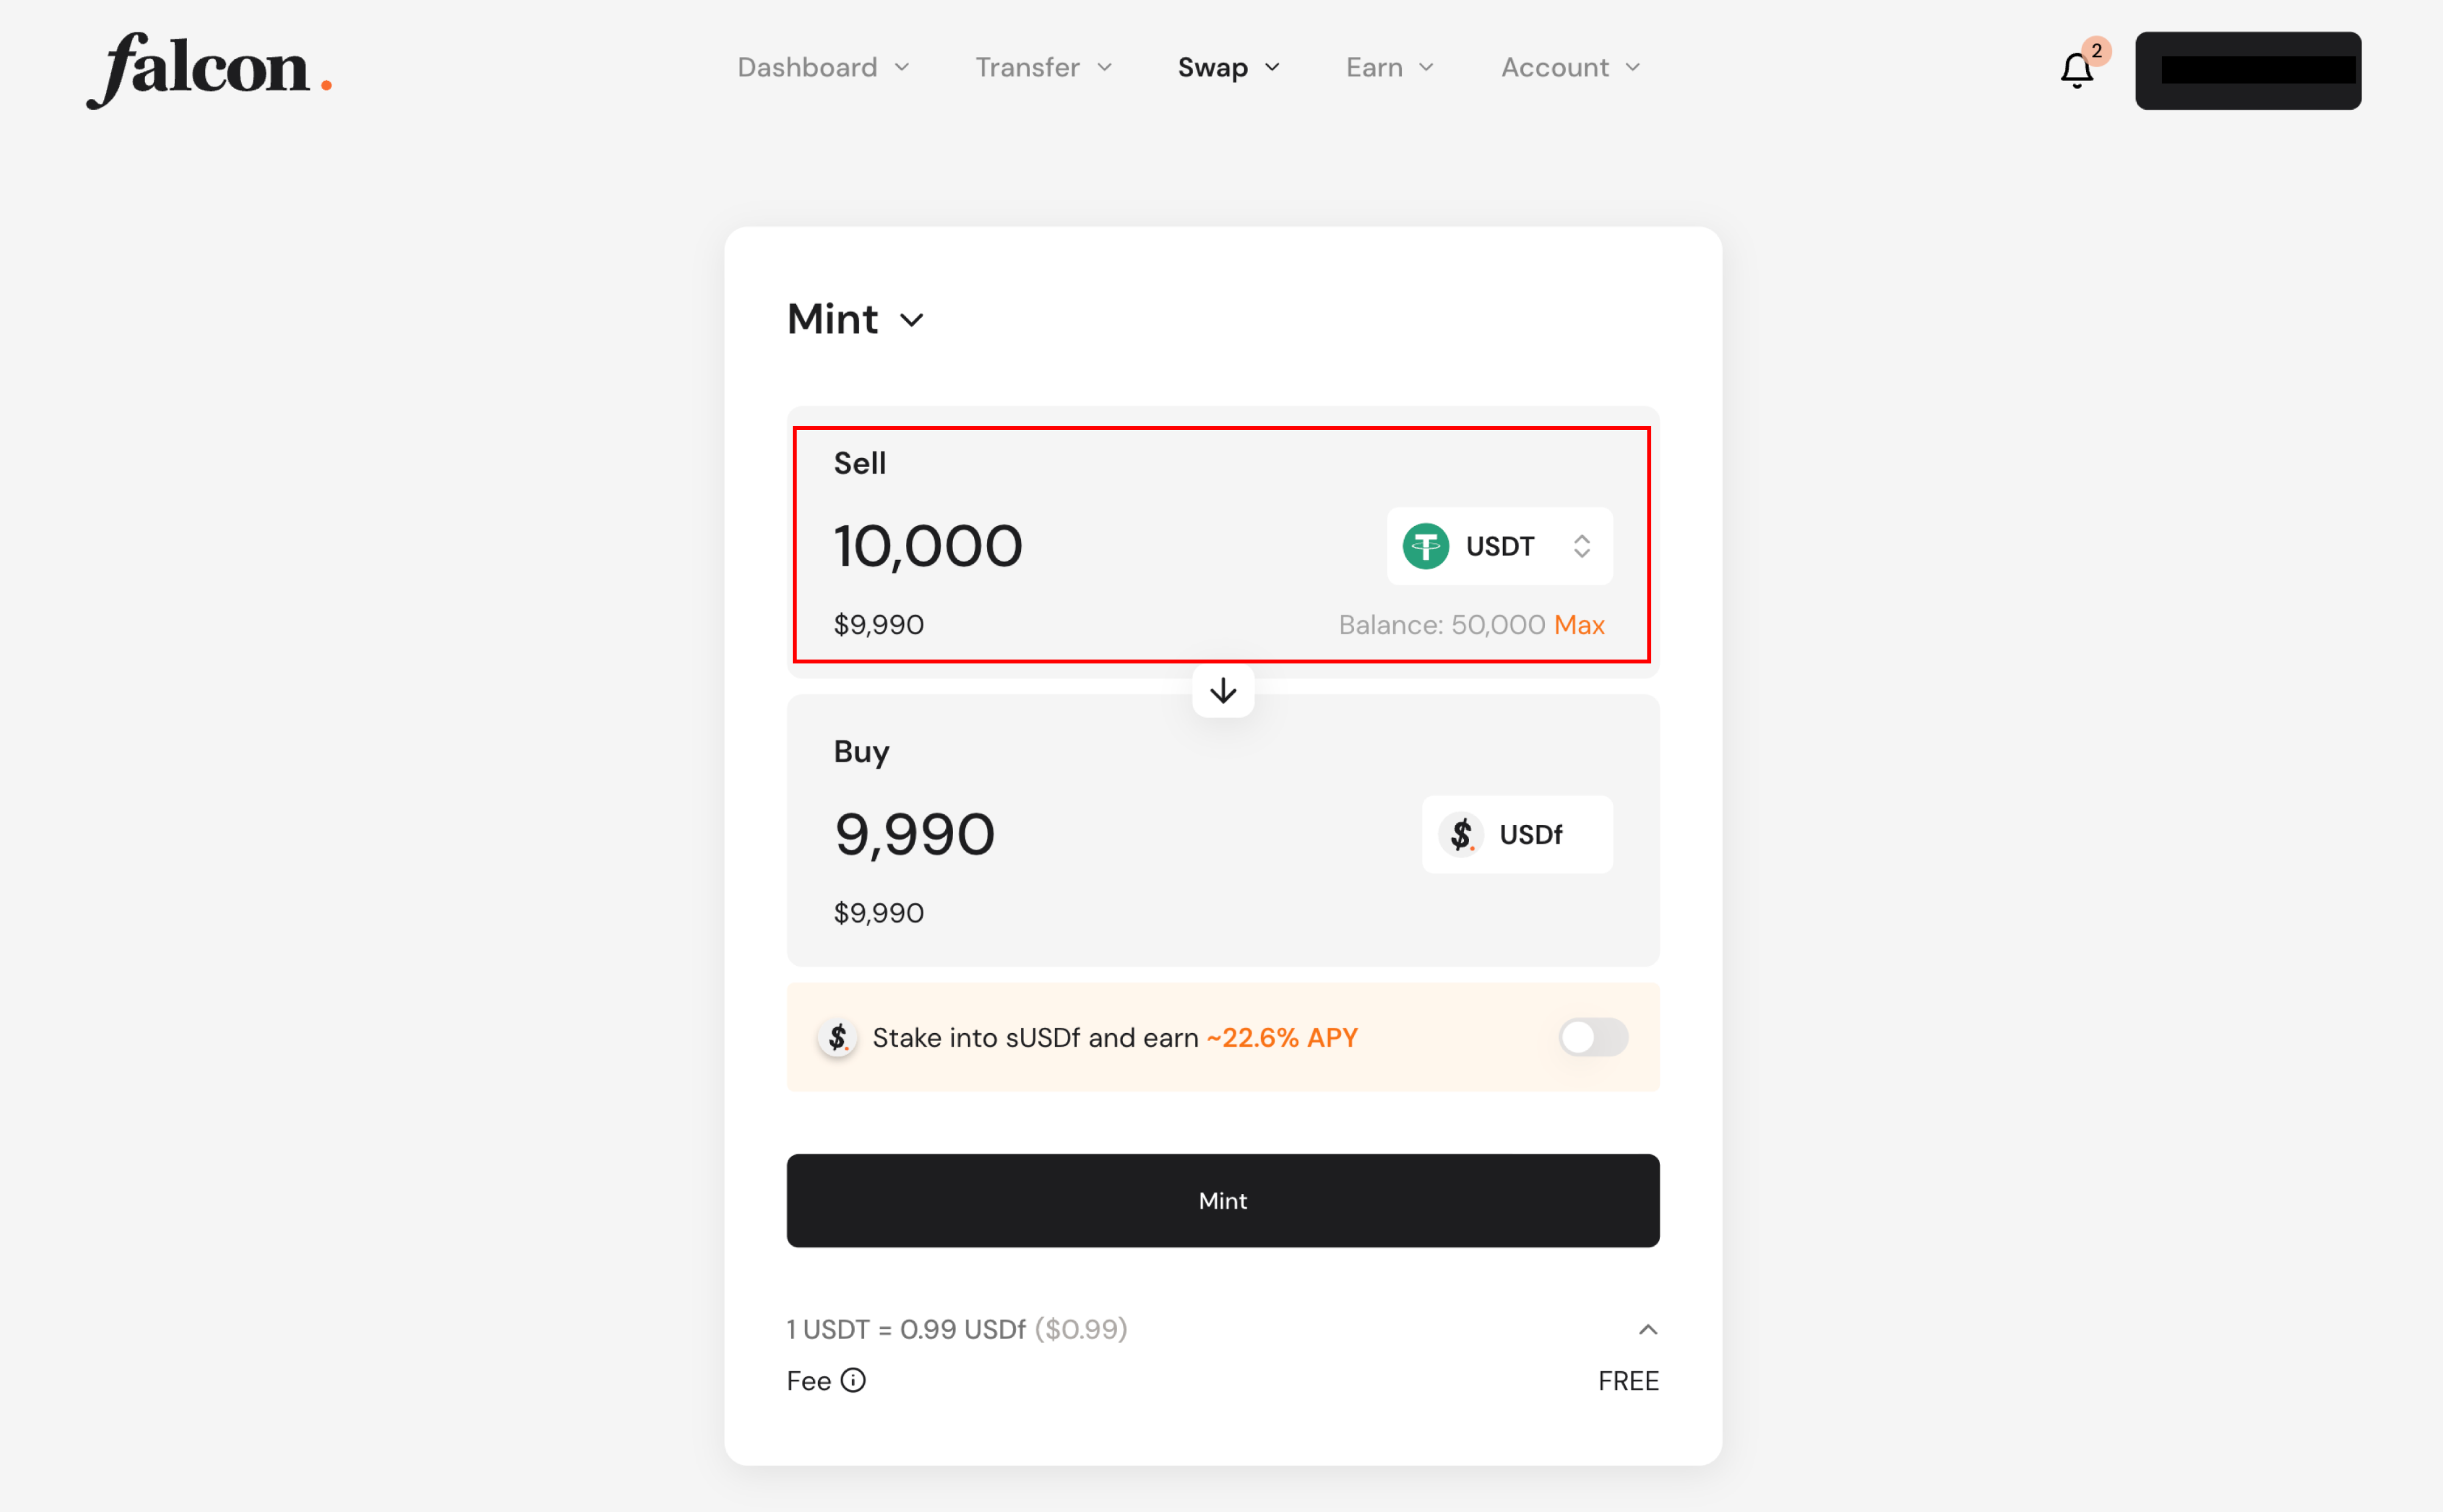 falcon.
Dashboard Transfer Swap Earn Account 2
Mint
Sell
10,000 USDT
$9,990 Balance: 50,000 Max
Buy
9,990 $. USDf
$9,990
$. Stake into sUSDf and earn ~22.6% APY
Mint
1 USDT = 0.99 USDf ($0.99)
Fee FREE